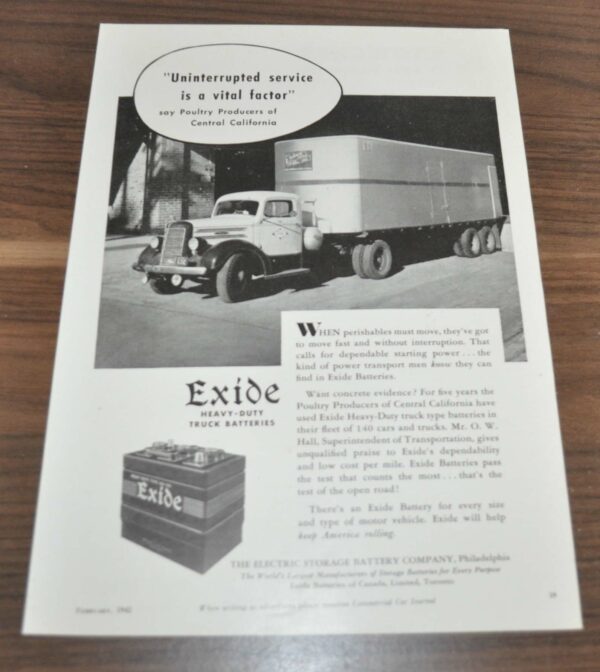 "Uninterrupted service
is a vital factor"
say Poultry Producers of
Central California
WHEN perishables must move, they've got
to move fast and without interruption. That
calls for dependable starting power . . . the
kind of power transport men know they can
find in Exide Batteries.
Want concrete evidence? For five years the
Poultry Producers of Central California have
used Exide Heavy-Duty truck type batteries in
their fleet of 140 cars and trucks. Mr. O. W.
Hall, Superintendent of Transportation, gives
unqualified praise to Exide's dependability
and low cost per mile. Exide Batteries pass
the test that counts the most . . . that's the
test of the open road!
There's an Exide Battery for every size
and type of motor vehicle. Exide will help
keep America rolling.
Exide
HEAVY-DUTY
TRUCK BATTERIES
Exide
THE ELECTRIC STORAGE BATTERY COMPANY, Philadelphia
The World's Largest Manufacturers of Storage Batteries for Every Purpose
Exide Batteries of Canada, Limited, Toronto
FEBRUARY, 1942
When writing to advertisers please mention Commercial Car Journal